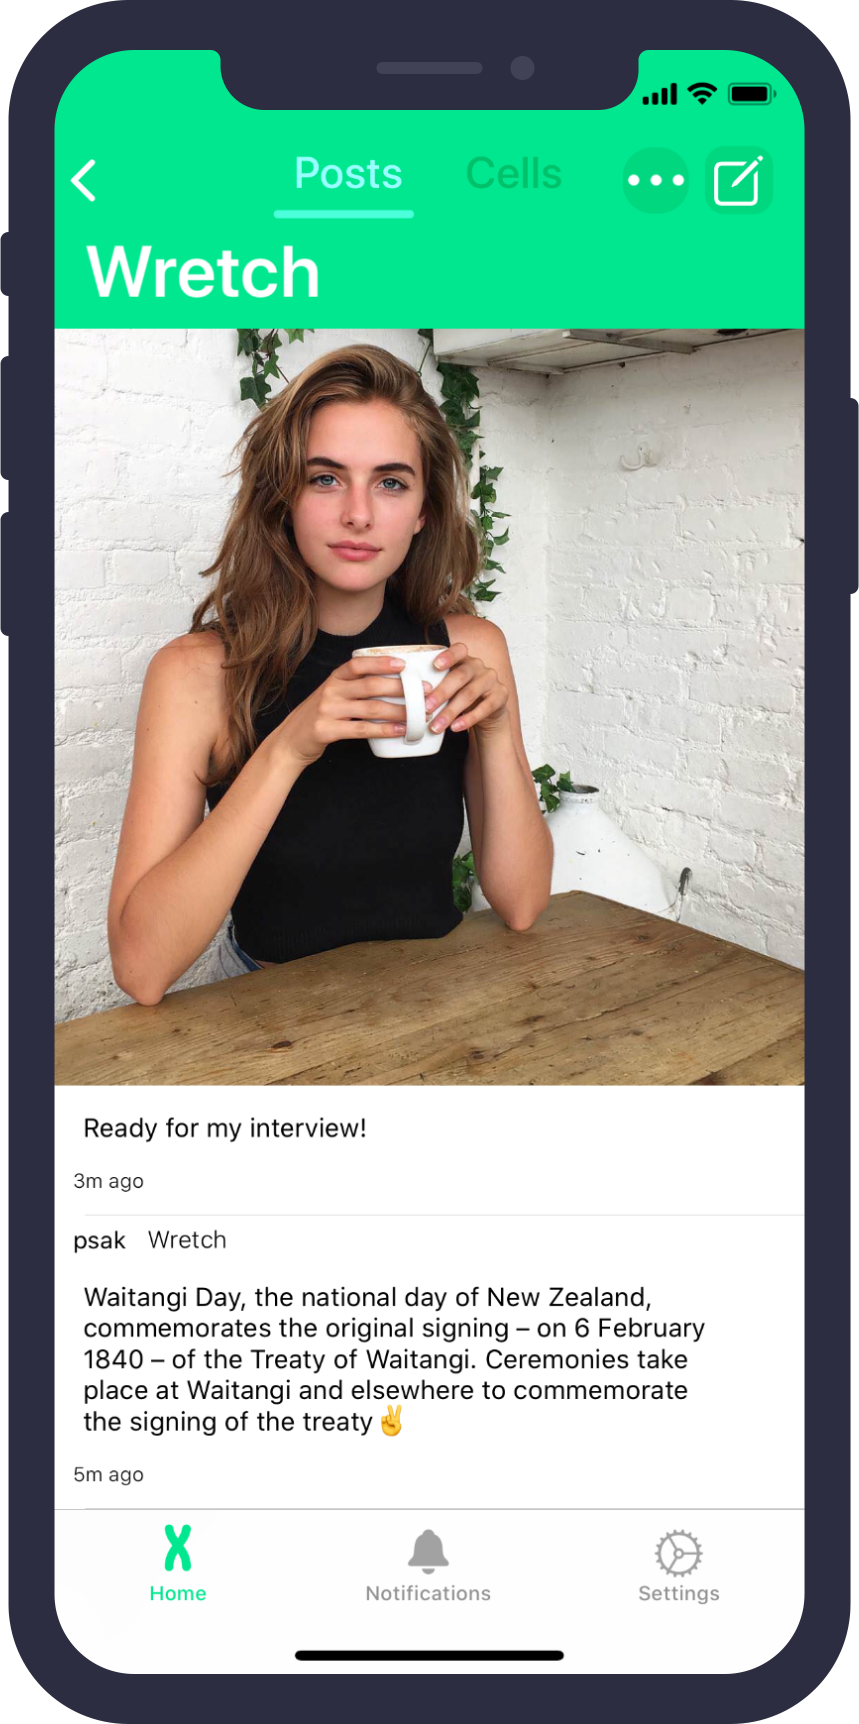 Posts Cells
Wretch
Ready for my interview!
3m ago
psak Wretch
Waitangi Day, the national day of New Zealand,
commemorates the original signing – on 6 February
1840 – of the Treaty of Waitangi. Ceremonies take
place at Waitangi and elsewhere to commemorate
the signing of the treaty✌️
5m ago
Home Notifications Settings